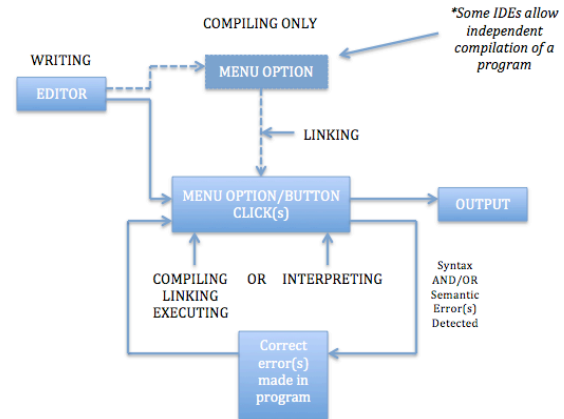 COMPILING ONLY
*Some IDEs allow
independent
compilation of a
program
WRITING
MENU OPTION
EDITOR
LINKING
MENU OPTION/BUTTON
CLICK(s)
OUTPUT
COMPILING OR INTERPRETING
LINKING
EXECUTING
Syntax
AND/OR
Semantic
Error(s)
Detected
Correct
error(s)
made in
program